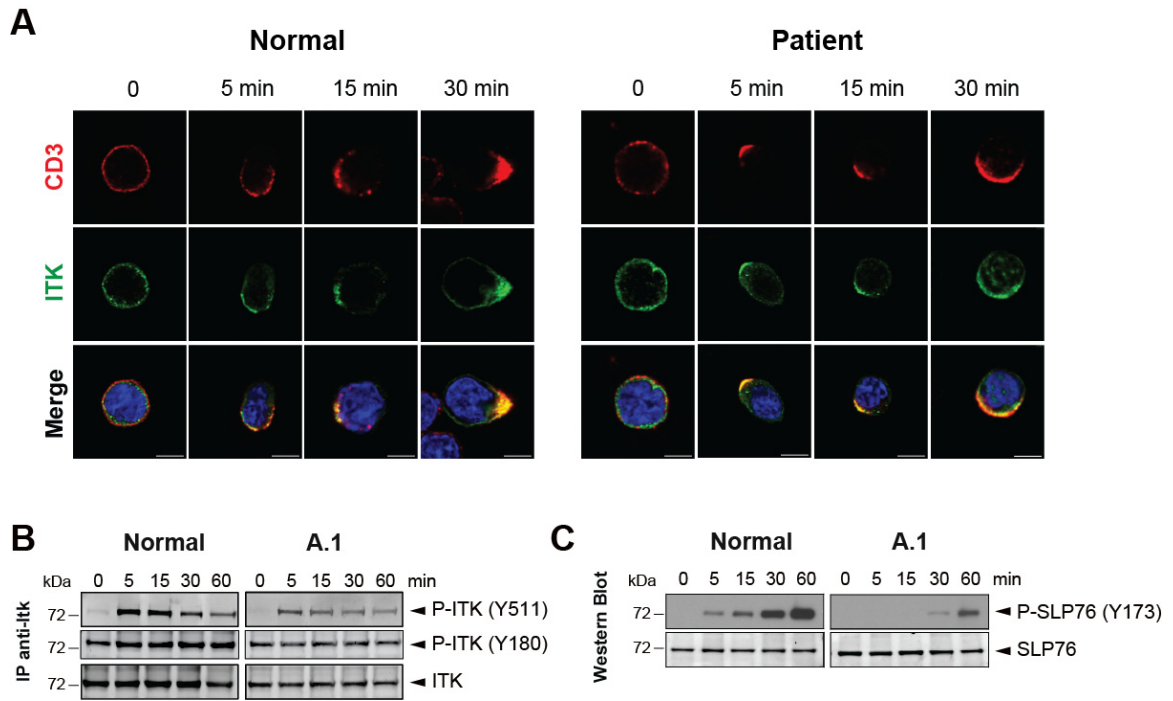 A
Normal
Patient
0 5 min 15 min 30 min
0 5 min 15 min 30 min
CD3
ITK
Merge
B
Normal A.1
kDa 0 5 15 30 60 0 5 15 30 60 min
IP anti-Itk
72 P-ITK (Y511)
72 P-ITK (Y180)
72 ITK
C
Normal A.1
kDa 0 5 15 30 60 0 5 15 30 60 min
Western Blot
72 P-SLP76 (Y173)
72 SLP76